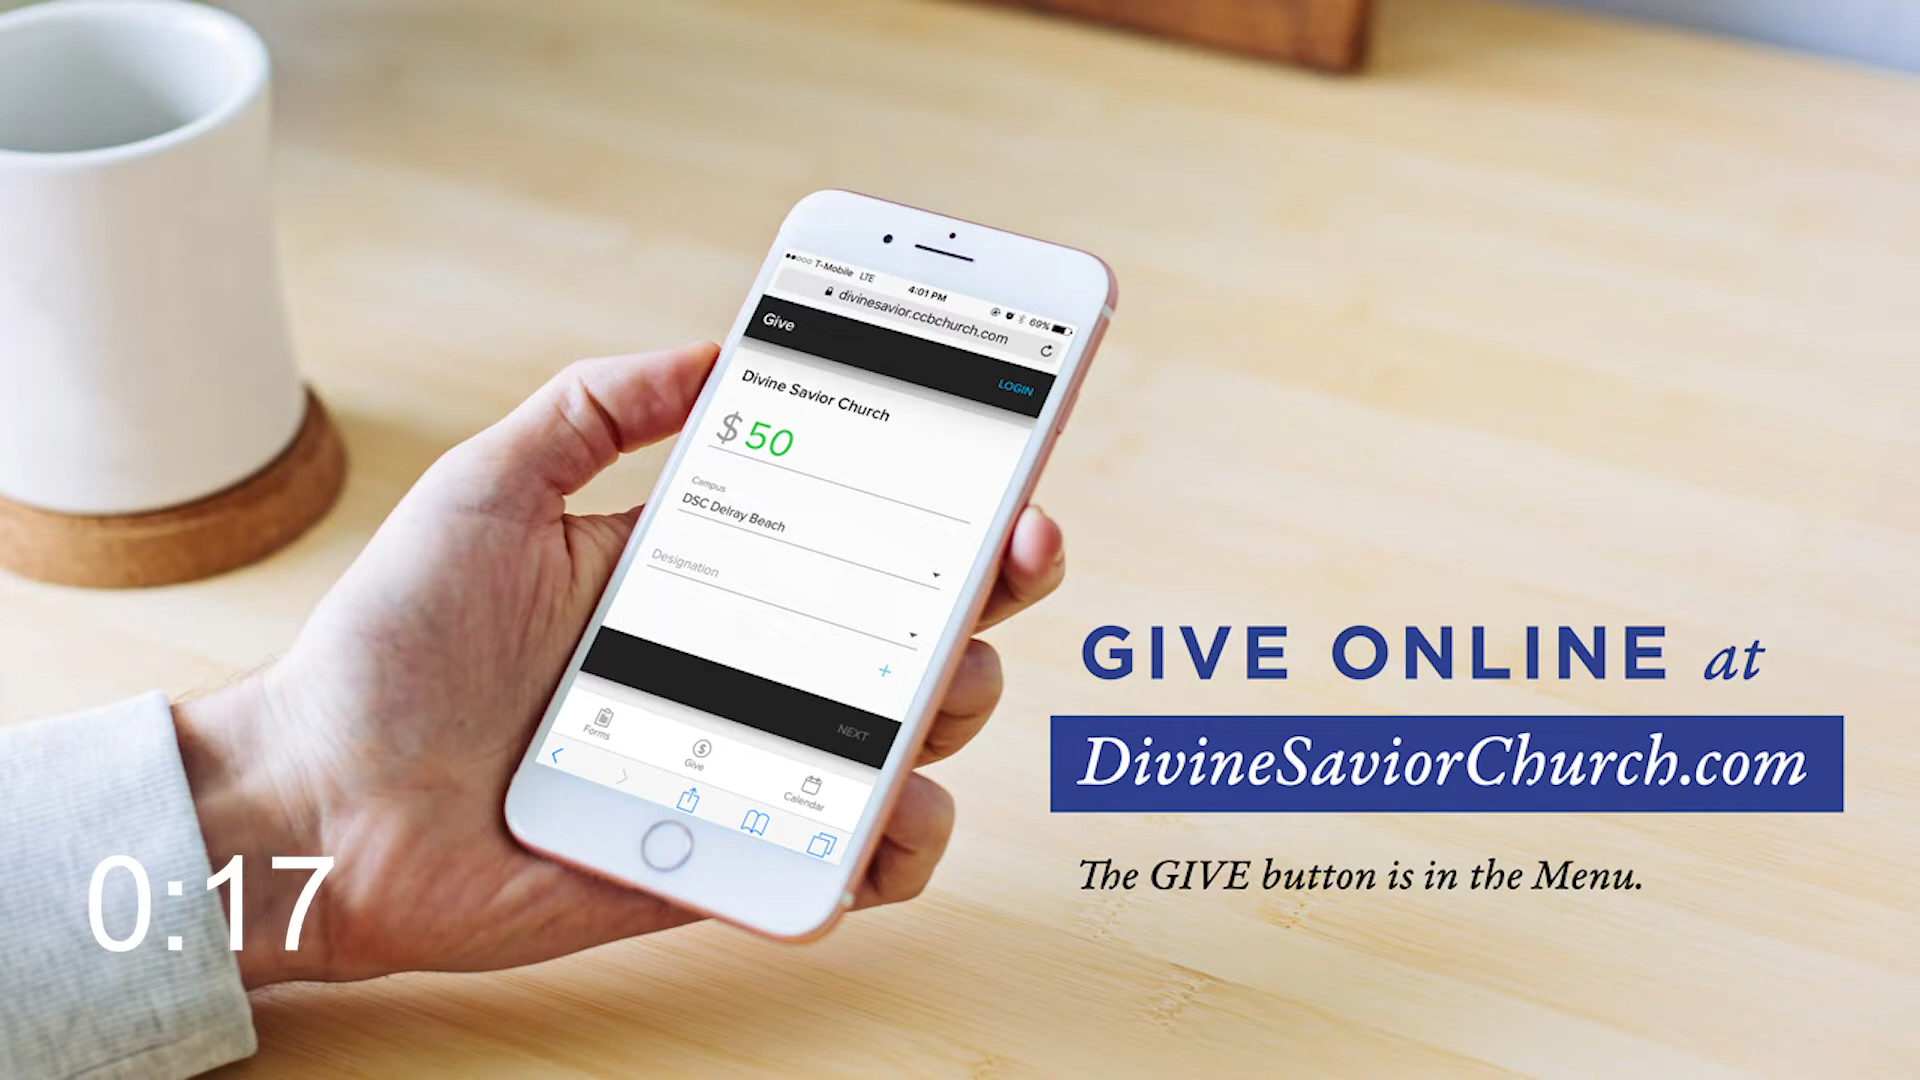 T-Mobile LTE
4:01 PM
69%
divinesavior.ccbchurch.com
Give
LOGIN
Divine Savior Church
$50
Campus
DSC Delray Beach
Designation
+
NEXT
Forms
Give
Calendar
GIVE ONLINE at
DivineSaviorChurch.com
The GIVE button is in the Menu.
0:17